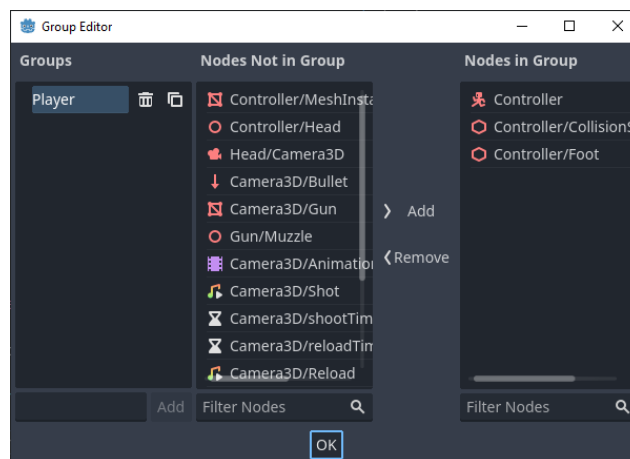 Group Editor
Groups
Nodes Not in Group
Nodes in Group
Player
Controller/MeshInsta
Controller/Head
Head/Camera3D
Camera3D/Bullet
Camera3D/Gun
Gun/Muzzle
Camera3D/Animation
Camera3D/Shot
Camera3D/shootTim
Camera3D/reloadTim
Camera3D/Reload
Add
Remove
Controller
Controller/CollisionS
Controller/Foot
Add
Filter Nodes
Filter Nodes
OK